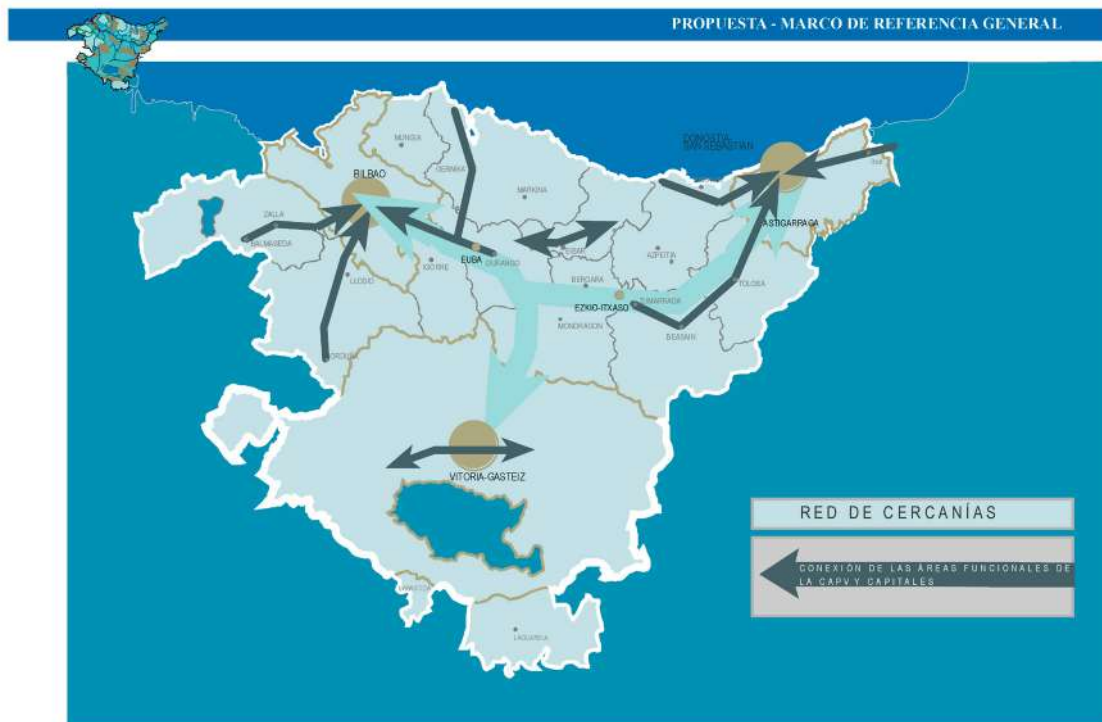 PROPUESTA - MARCO DE REFERENCIA GENERAL
DONOSTIA-
SAN SEBASTIAN
MUNGIA
GERNIKA
BILBAO
MARKINA
ZALLA
BALMASEDA
ASTIGARRAGA
EIBAR
EUBA
DURANGO
AZPEITIA
IGORRE
LLODIO
BERGARA
TOLOSA
EZKIO-ITXASO
ZUMARRAGA
MONDRAGON
BEASAIN
VITORIA-GASTEIZ
RED DE CERCANÍAS
CONEXIÓN DE LAS ÁREAS FUNCIONALES DE
LA CAPV Y CAPITALES
LAGUARDIA